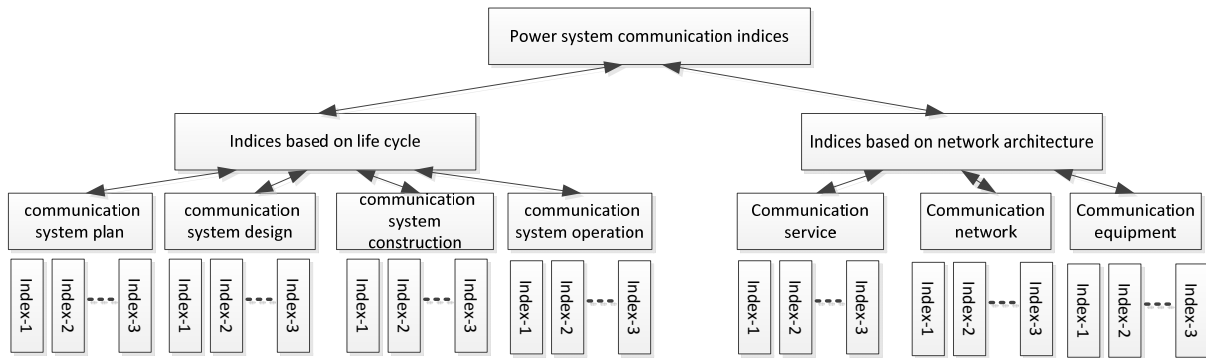 Power system communication indices
Indices based on life cycle
Indices based on network architecture
communication
system plan
communication
system design
communication
system
construction
communication
system operation
Communication
service
Communication
network
Communication
equipment
Index-1
Index-2
Index-3
Index-1
Index-2
Index-3
Index-1
Index-2
Index-3
Index-1
Index-2
Index-3
Index-1
Index-2
Index-3
Index-1
Index-2
Index-3
Index-1
Index-2
Index-3